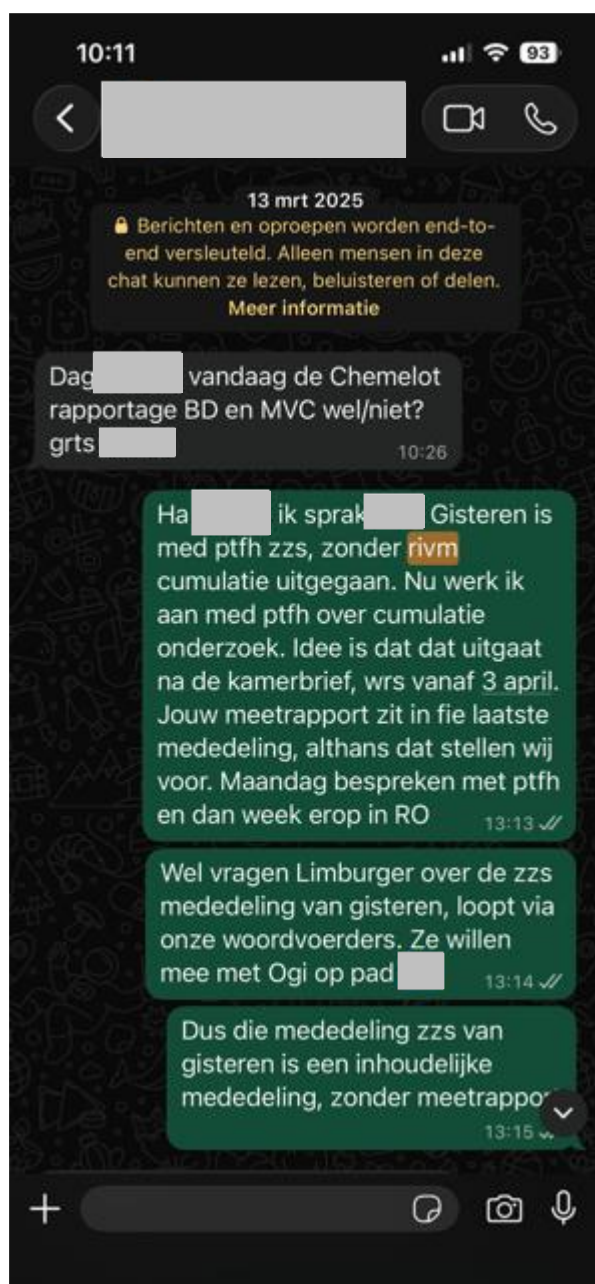 10:11
93
13 mrt 2025
Berichten en oproepen worden end-to-
end versleuteld. Alleen mensen in deze
chat kunnen ze lezen, beluisteren of delen.
Meer informatie
Dag vandaag de Chemelot
rapportage BD en MVC wel/niet?
grts
10:26
Ha ik sprak Gisteren is
med ptfh zzs, zonder rivm
cumulatie uitgegaan. Nu werk ik
aan med ptfh over cumulatie
onderzoek. Idee is dat dat uitgaat
na de kamerbrief, wrs vanaf 3 april.
Jouw meetrapport zit in fie laatste
mededeling, althans dat stellen wij
voor. Maandag bespreken met ptfh
en dan week erop in RO
13:13
Wel vragen Limburger over de zzs
mededeling van gisteren, loopt via
onze woordvoerders. Ze willen
mee met Ogi op pad
13:14
Dus die mededeling zzs van
gisteren is een inhoudelijke
mededeling, zonder
13:15